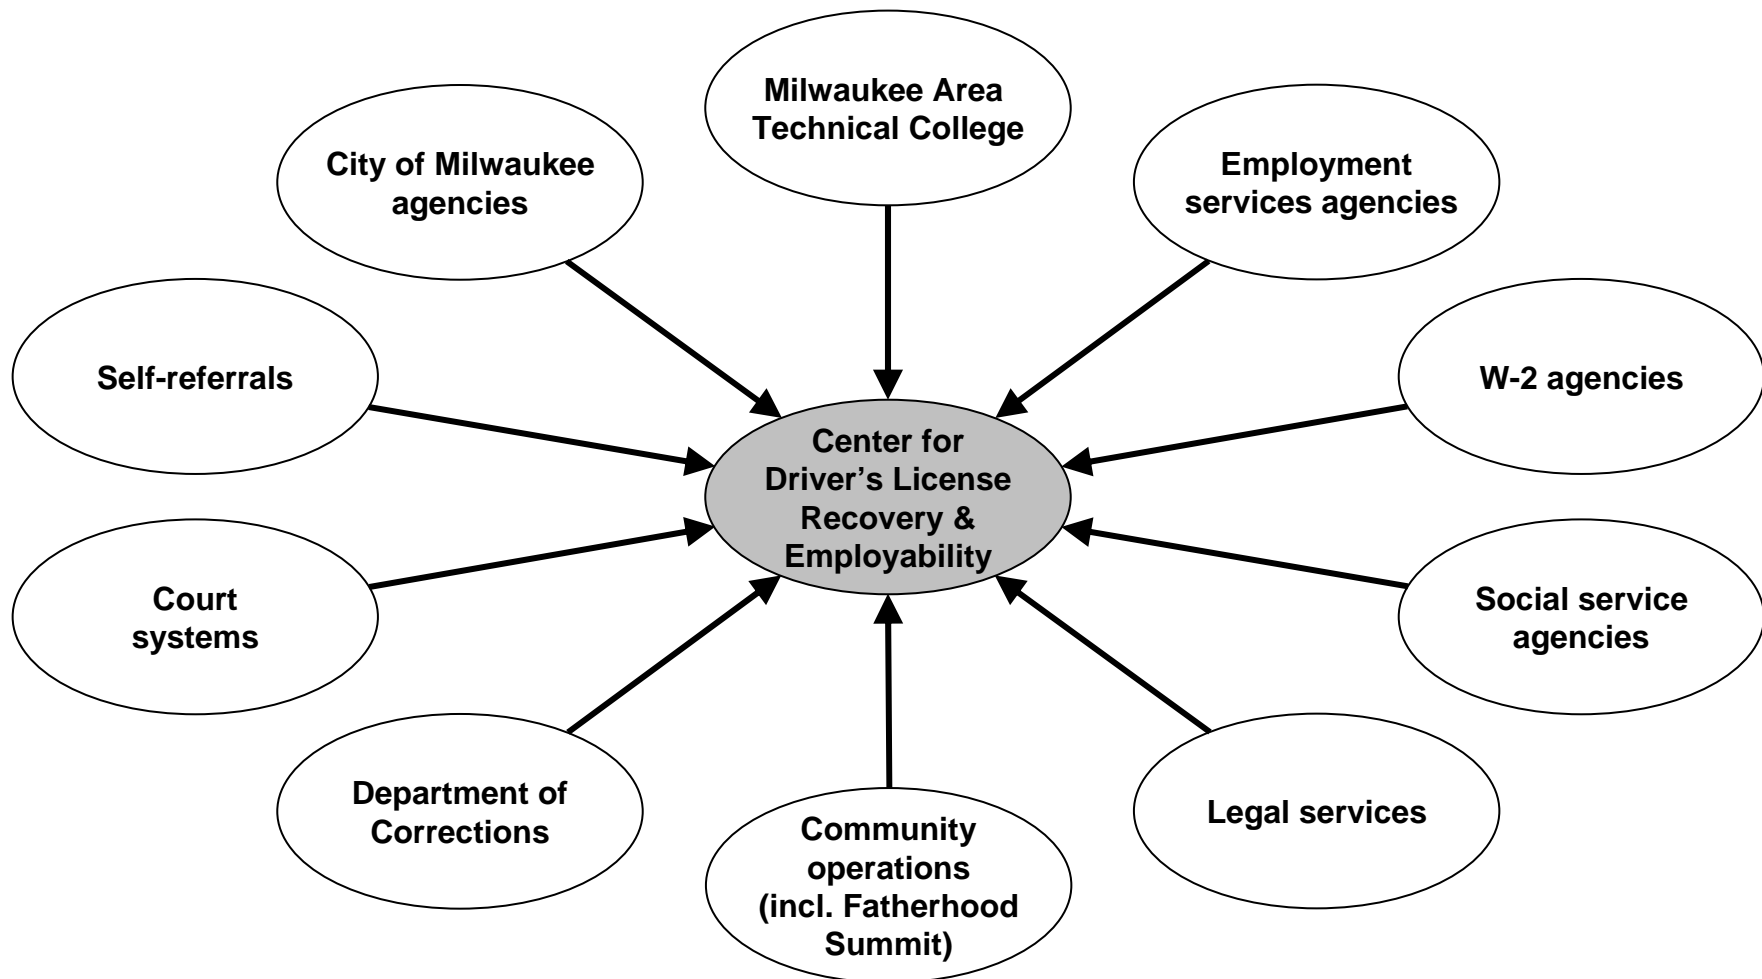 Milwaukee Area
Technical College
City of Milwaukee
agencies
Employment
services agencies
Self-referrals
W-2 agencies
Center for
Driver’s License
Recovery &
Employability
Court
systems
Social service
agencies
Department of
Corrections
Community
operations
(incl. Fatherhood
Summit)
Legal services